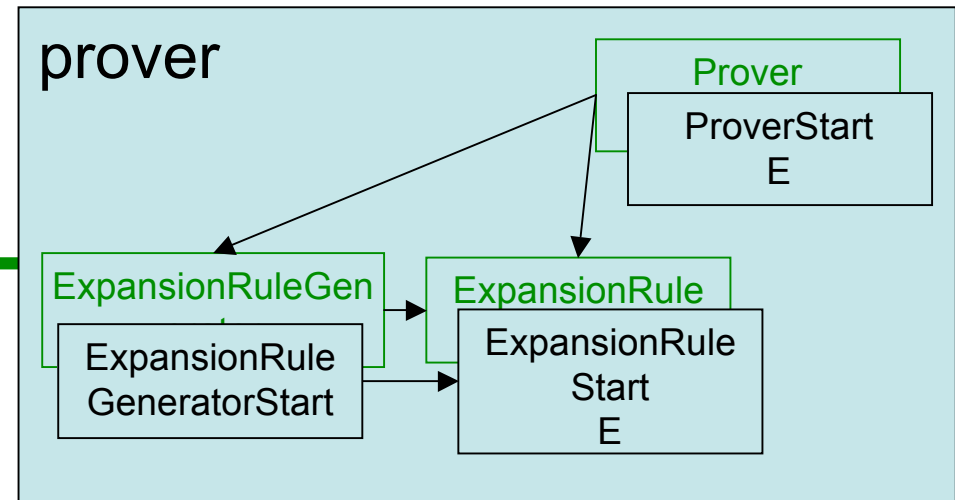 prover
Prover
ProverStart
E
ExpansionRuleGen
ExpansionRule
ExpansionRule
GeneratorStart
ExpansionRule
Start
E